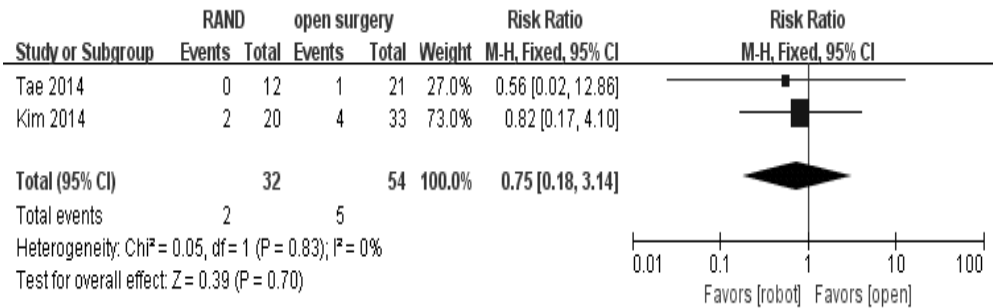 RAND open surgery Risk Ratio Risk Ratio
Study or Subgroup Events Total Events Total Weight M-H, Fixed, 95% CI M-H, Fixed, 95% CI
Tae 2014 0 12 1 21 27.0% 0.56 [0.02, 12.86]
Kim 2014 2 20 4 33 73.0% 0.82 [0.17, 4.10]
Total (95% CI) 32 54 100.0% 0.75 [0.18, 3.14]
Total events 2 5
Heterogeneity: Chi² = 0.05, df = 1 (P = 0.83); I² = 0%
Test for overall effect: Z = 0.39 (P = 0.70)
0.01 0.1 1 10 100
Favors [robot] Favors [open]